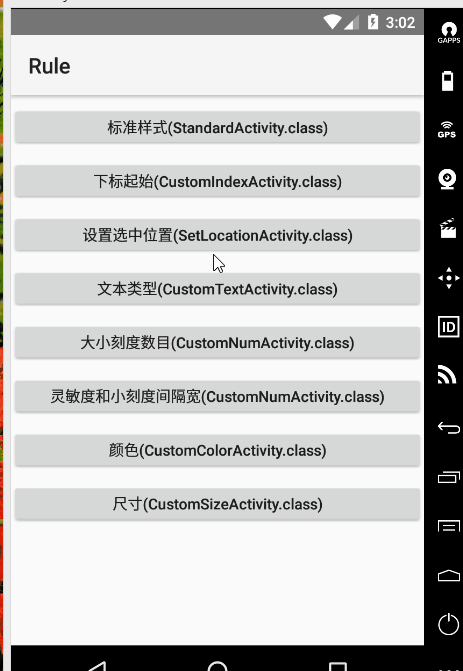 3:02
Rule
标准样式(StandardActivity.class)
下标起始(CustomIndexActivity.class)
设置选中位置(SetLocationActivity.class)
文本类型(CustomTextActivity.class)
大小刻度数目(CustomNumActivity.class)
灵敏度和小刻度间隔宽(CustomNumActivity.class)
颜色(CustomColorActivity.class)
尺寸(CustomSizeActivity.class)
GAPPS
GPS
ID